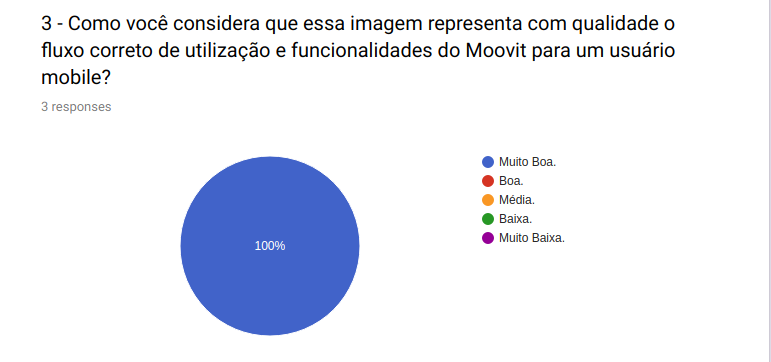 3 - Como você considera que essa imagem representa com qualidade o
fluxo correto de utilização e funcionalidades do Moovit para um usuário
mobile?
3 responses
100%
Muito Boa.
Boa.
Média.
Baixa.
Muito Baixa.